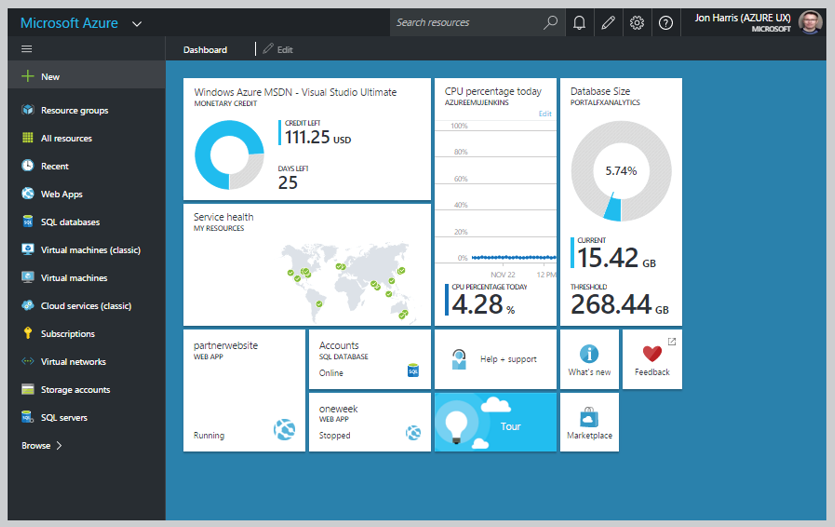 Microsoft Azure
Search resources
Jon Harris (AZURE UX)
MICROSOFT
Dashboard
Edit
New
Resource groups
All resources
Recent
Web Apps
SQL databases
Virtual machines (classic)
Virtual machines
Cloud services (classic)
Subscriptions
Virtual networks
Storage accounts
SQL servers
Browse
Windows Azure MSDN - Visual Studio Ultimate
MONETARY CREDIT
CREDIT LEFT
111.25 USD
DAYS LEFT
25
Service health
MY RESOURCES
CPU percentage today
AZUREEMUJENKINS
Edit
100%
80%
60%
40%
20%
0%
NOV 22 12 PM
CPU PERCENTAGE TODAY
4.28 %
Database Size
PORTALFXANALYTICS
5.74%
CURRENT
15.42 GB
THRESHOLD
268.44 GB
partnerwebsite
WEB APP
Running
Accounts
SQL DATABASE
Online
SQL
oneweek
WEB APP
Stopped
Help + support
What's new
Feedback
Tour
Marketplace